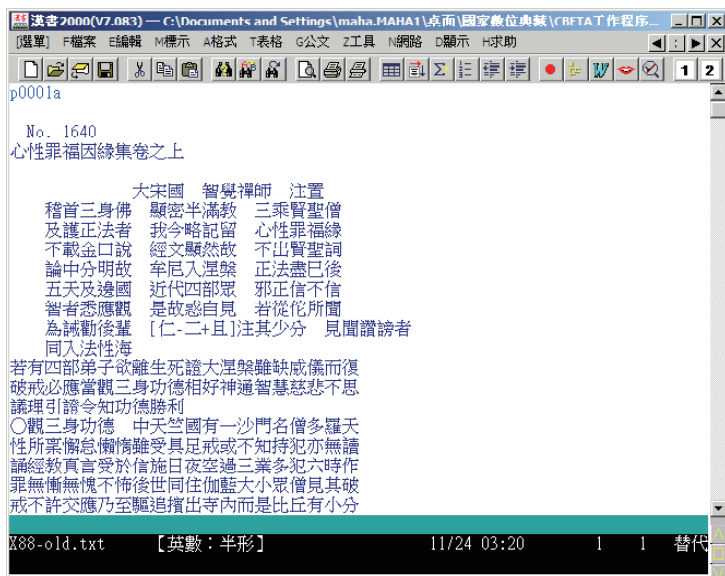 漢書2000(V7.083) — C:\Documents and Settings\maha.MAHA1\桌面\國家數位典藏\CBETA工作程序...
[選單] F檔案 E編輯 M標示 A格式 T表格 G公文 Z工具 N網路 D顯示 H求助
1 2
p0001a
No. 1640
心性罪福因緣集卷之上
大宋國 智覺禪師 注置
稽首三身佛 顯密半滿教 三乘賢聖僧
及護正法者 我今略記留 心性罪福緣
不載金口說 經文顯然故 不出賢聖詞
論中分明故 牟尼入涅槃 正法盡已後
五天及邊國 近代四部眾 邪正信不信
智者悉應觀 是故惑自見 若從佗所聞
為誡勸後輩 [仁-二+且]注其少分 見聞讚謗者
同入法性海
若有四部弟子欲離生死證大涅槃雖缺威儀而復
破戒必應當觀三身功德相好神通智慧慈悲不思
議理引證令知功德勝利
○觀三身功德 中天竺國有一沙門名僧多羅天
性所稟懈怠懶惰雖受具足戒或不知持犯亦無讀
誦經教真言受於信施日夜空過三業多犯六時作
罪無慚無愧不怖後世同住伽藍大小眾僧見其破
戒不許交應乃至驅追擯出寺內而是比丘有小分
X88-old.txt 【英數：半形】 11/24 03:20 1 1 替代